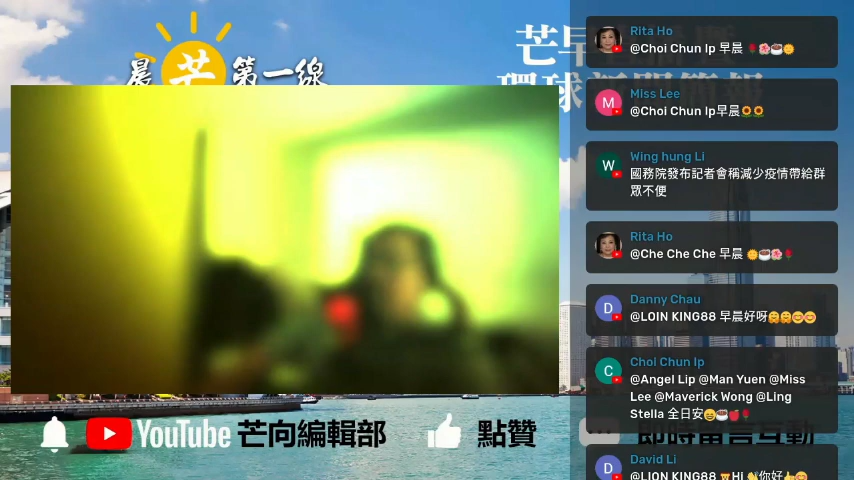 晨芒第一線
芒早
環球
Rita Ho
@Choi Chun Ip 早晨 🌹🌺☕🌼
Miss Lee
@Choi Chun Ip早晨🌻🌻
Wing hung Li
國務院發布記者會稱減少疫情帶給群
眾不便
Rita Ho
@Che Che Che 早晨 🌼☕🌺🌹
Danny Chau
@LOIN KING88 早晨好呀🤗🤗😊😊
Choi Chun Ip
@Angel Lip @Man Yuen @Miss
Lee @Maverick Wong @Ling
Stella 全日安😄☕🍎🌹
David Li
@LION KING88 Hi 你好
YouTube 芒向編輯部
點贊
即時留言互動